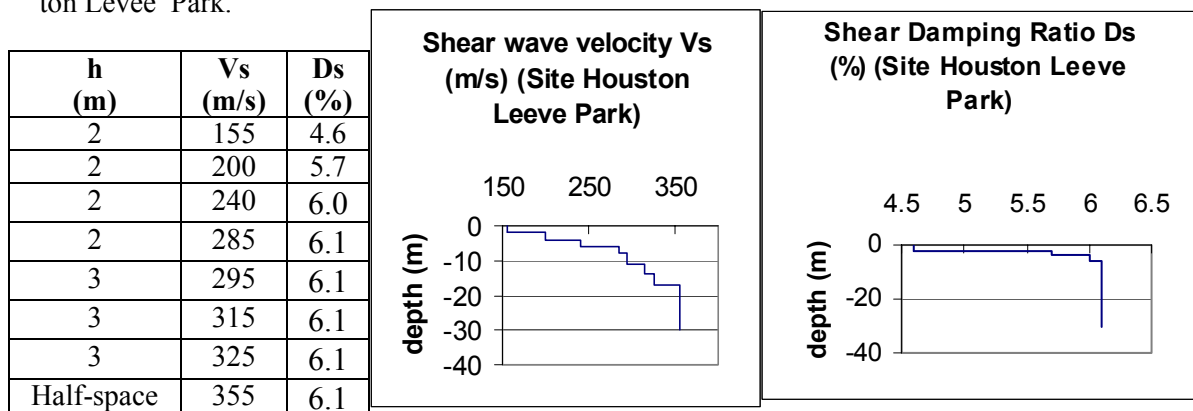 ton Levee Park.
h Vs Ds
(m) (m/s) (%)
2 155 4.6
2 200 5.7
2 240 6.0
2 285 6.1
3 295 6.1
3 315 6.1
3 325 6.1
Half-space 355 6.1
Shear wave velocity Vs
(m/s) (Site Houston
Leeve Park)
150 250 350
0
-10
-20
-30
-40
depth (m)
Shear Damping Ratio Ds
(%) (Site Houston Leeve
Park)
4.5 5 5.5 6 6.5
0
-20
-40
depth (m)